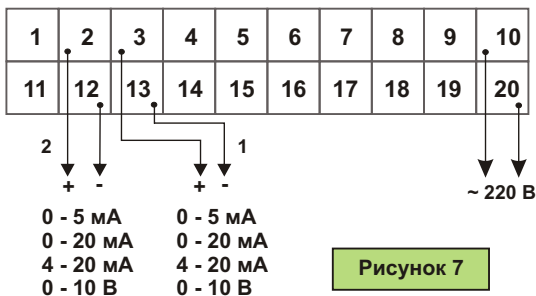 1 2 3 4 5 6 7 8 9 10
11 12 13 14 15 16 17 18 19 20
2 1
+ - + -
~ 220 В
0 - 5 мА 0 - 5 мА
0 - 20 мА 0 - 20 мА
4 - 20 мА 4 - 20 мА
0 - 10 В 0 - 10 В
Рисунок 7